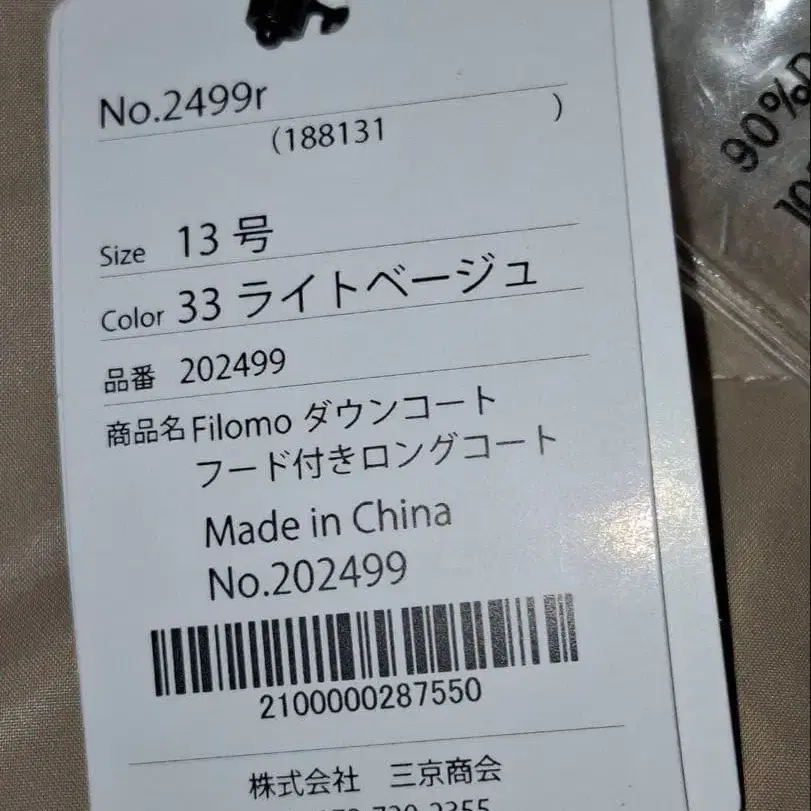 No.2499r
(188131 )
Size 13 号
Color 33 ライトベージュ
品番 202499
商品名 Filomo ダウンコート
フード付きロングコート
Made in China
No.202499
2100000287550
株式会社 三京商会
90%